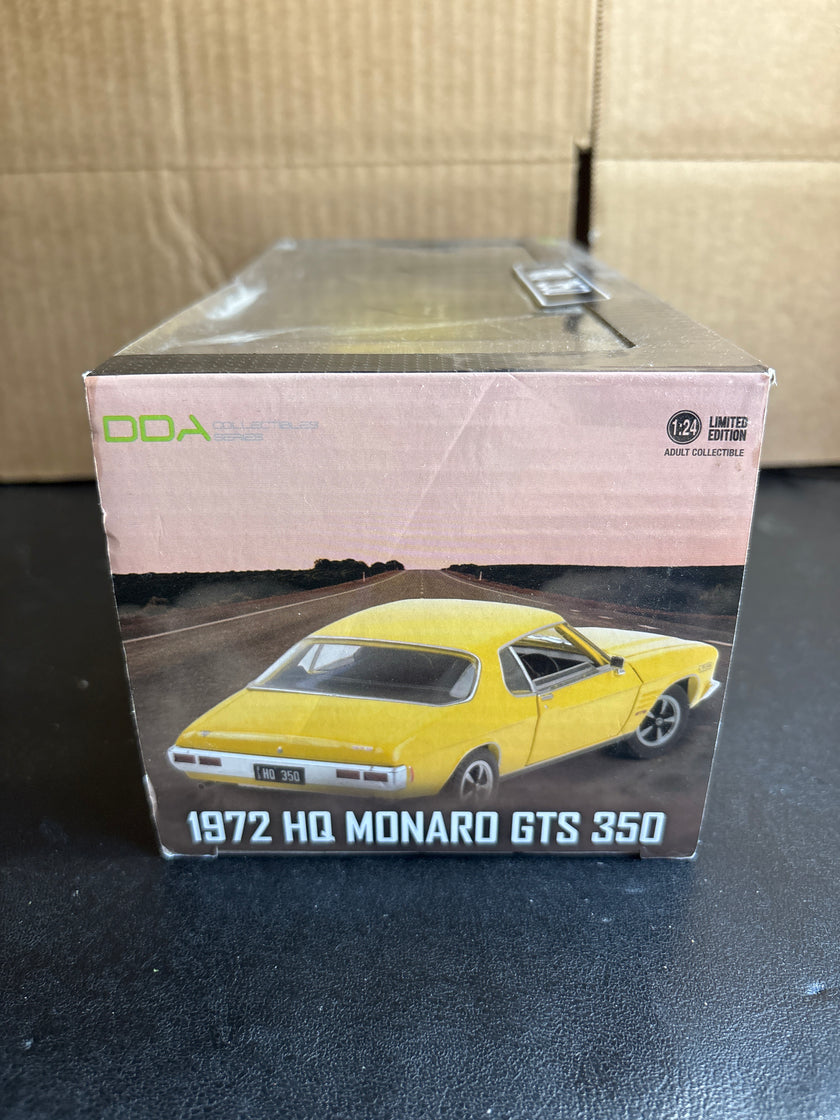 DDA COLLECTIBLES
SERIES
1:24 LIMITED
EDITION
ADULT COLLECTIBLE
HQ 350
1972 HQ MONARO GTS 350